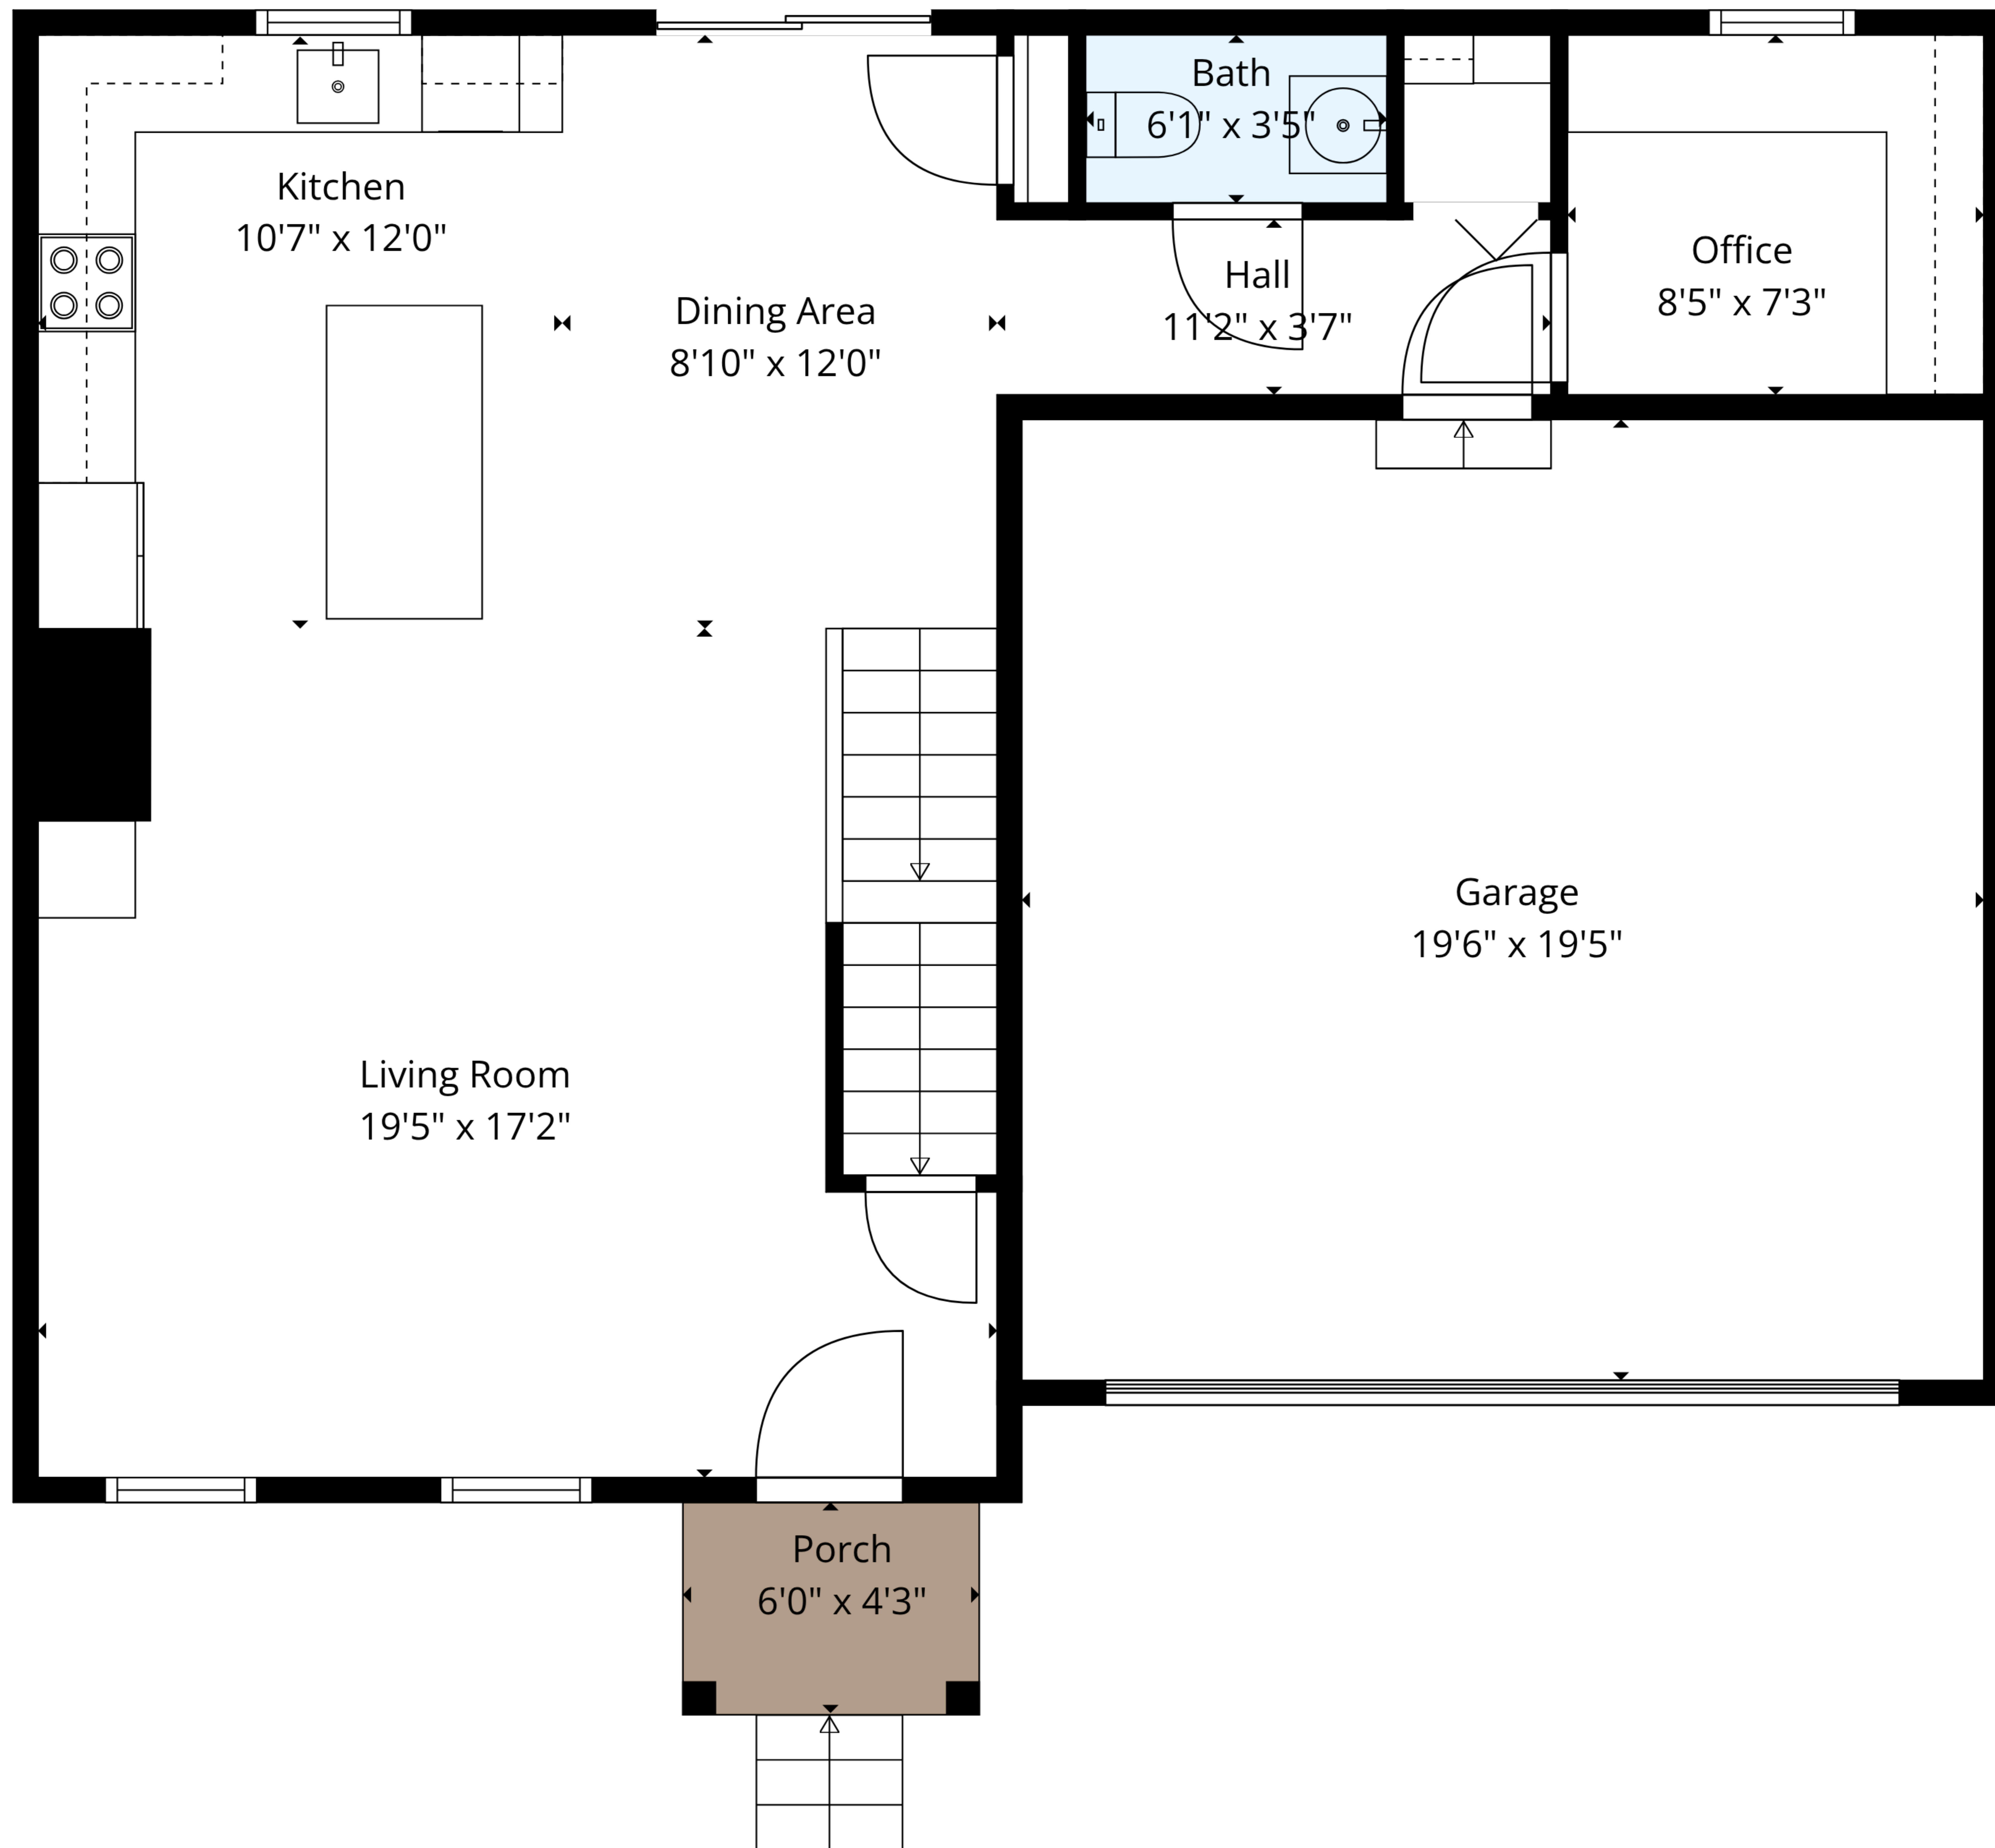 Bath
6'1" x 3'5"
Kitchen
10'7" x 12'0"
Office
8'5" x 7'3"
Hall
11'2" x 3'7"
Dining Area
8'10" x 12'0"
Garage
19'6" x 19'5"
Living Room
19'5" x 17'2"
Porch
6'0" x 4'3"